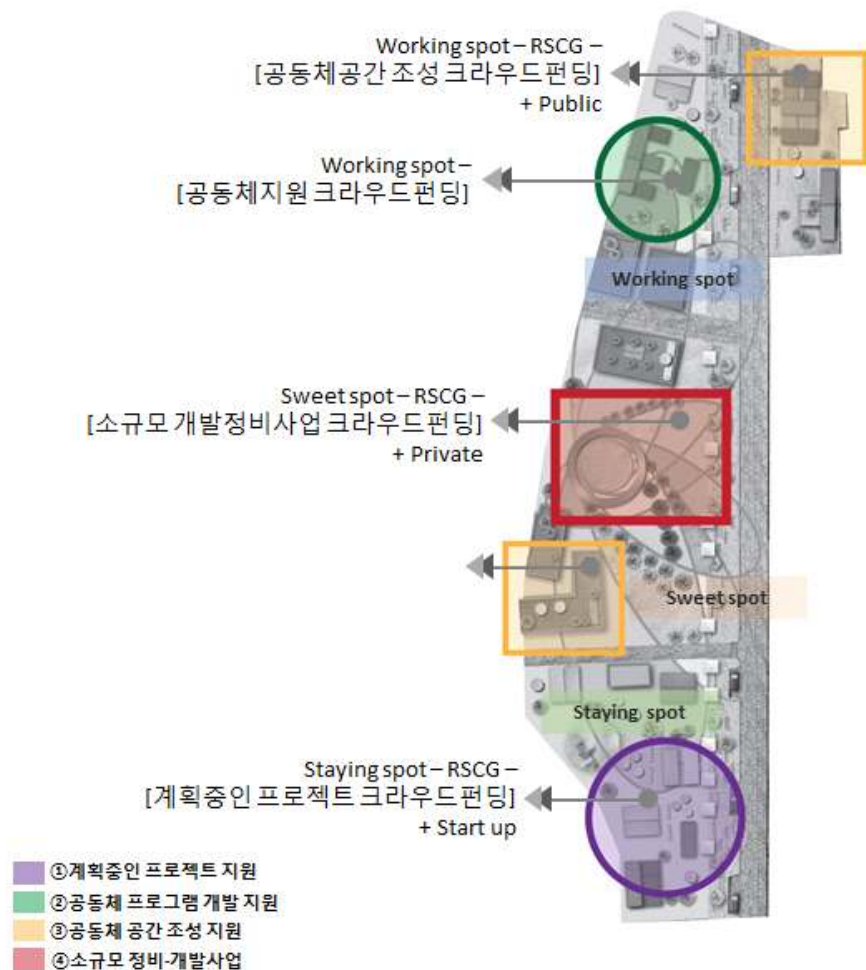 Working spot – RSCG –
[공동체공간 조성 크라우드펀딩]
+ Public
Working spot –
[공동체지원 크라우드펀딩]
Working spot
Sweet spot – RSCG –
[소규모 개발정비사업 크라우드펀딩]
+ Private
Sweet spot
Staying spot
Staying spot – RSCG –
[계획중인 프로젝트 크라우드펀딩]
+ Start up
①계획중인 프로젝트 지원
②공동체 프로그램 개발 지원
③공동체 공간 조성 지원
④소규모 정비-개발사업